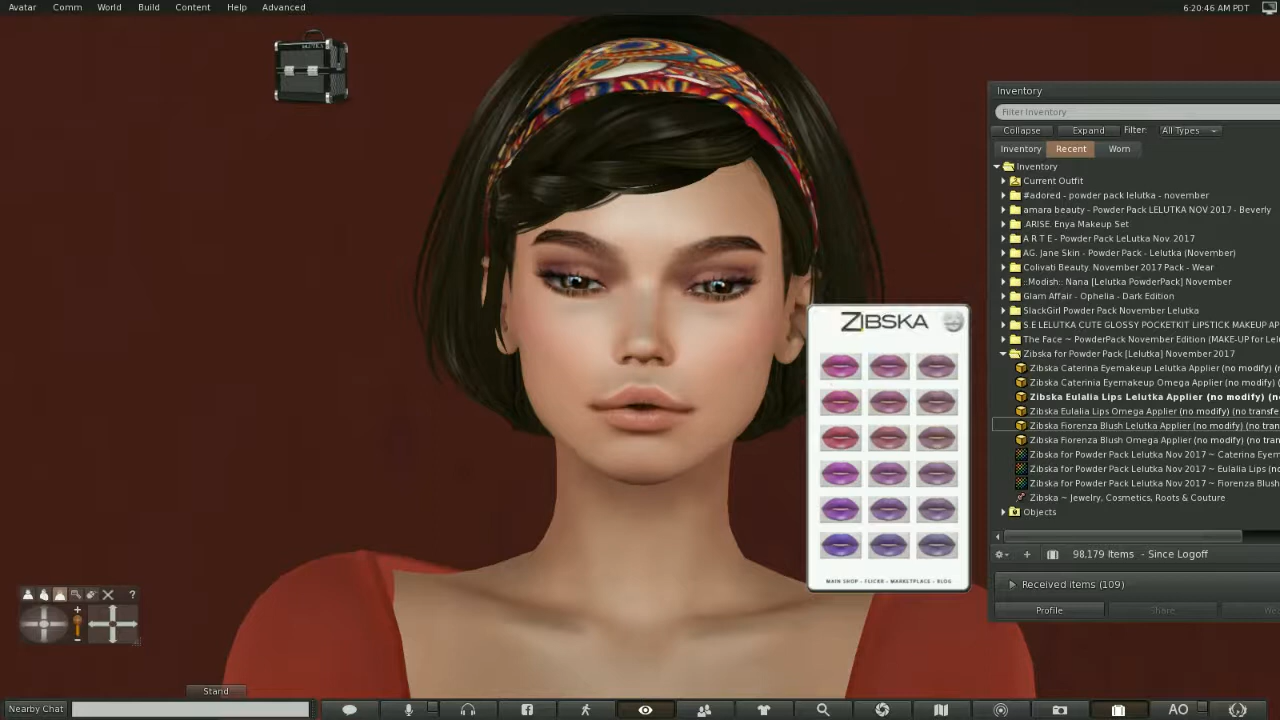 Avatar Comm World Build Content Help Advanced
6:20:46 AM PDT
Inventory
Filter Inventory
Collapse Expand Filter: All Types
Inventory Recent Worn
Inventory
Current Outfit
#adored - powder pack lelutka - november
amara beauty - Powder Pack LELUTKA NOV 2017 - Beverly
.ARISE. Enya Makeup Set
A R T E - Powder Pack LeLutka Nov. 2017
AG. Jane Skin - Powder Pack - Lelutka (November)
Colivati Beauty. November 2017 Pack - Wear
::Modish:: Nana [Lelutka PowderPack] November
Glam Affair - Ophelia - Dark Edition
SlackGirl Powder Pack November Lelutka
S.E LELUTKA CUTE GLOSSY POCKETKIT LIPSTICK MAKEUP AP
The Face ~ PowderPack November Edition (MAKE-UP for Lel
Zibska for Powder Pack [Lelutka] November 2017
Zibska Caterina Eyemakeup Lelutka Applier (no modify) (n
Zibska Caterinia Eyemakeup Omega Applier (no modify)
Zibska Eulalia Lips Lelutka Applier (no modify) (n
Zibska Eulalia Lips Omega Applier (no modify) (no transfe
Zibska Fiorenza Blush Lelutka Applier (no modify) (no tran
Zibska Fiorenza Blush Omega Applier (no modify) (no tran
Zibska for Powder Pack Lelutka Nov 2017 ~ Caterina Eyem
Zibska for Powder Pack Lelutka Nov 2017 ~ Eulalia Lips (n
Zibska for Powder Pack Lelutka Nov 2017 ~ Fiorenza Blush
Zibska ~ Jewelry, Cosmetics, Roots & Couture
Objects
98,179 Items - Since Logoff
Received items (109)
Profile Share We
ZIBSKA
MAIN SHOP - FLICKR - MARKETPLACE - BLOG
?
Stand
Nearby Chat
AO